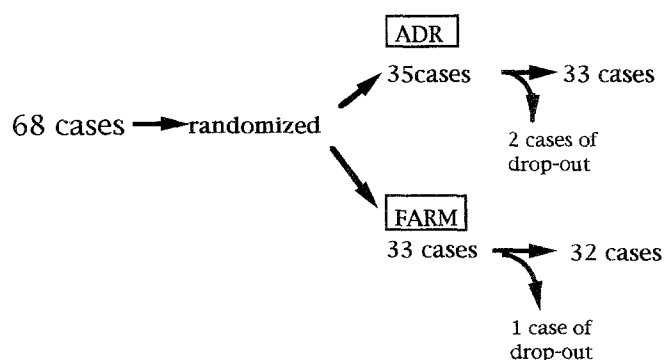 68 cases
randomized
ADR
35cases
33 cases
2 cases of
drop-out
FARM
33 cases
32 cases
1 case of
drop-out